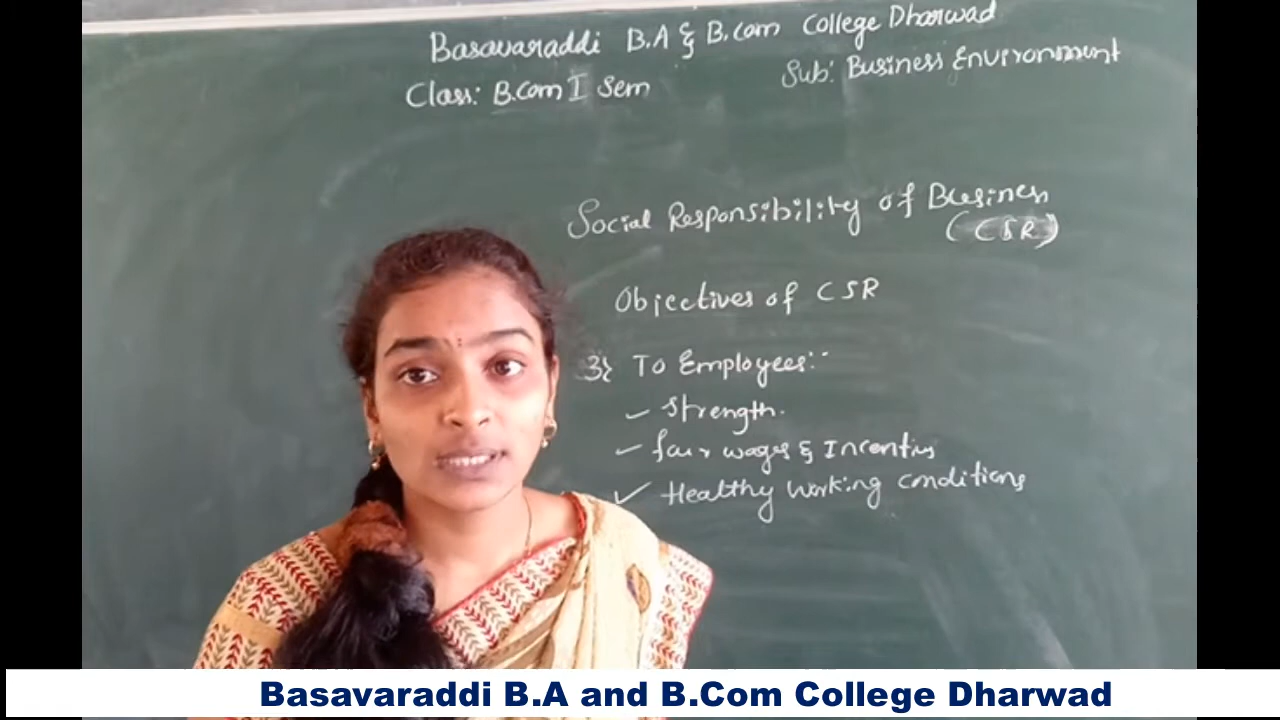 Basavaraddi B.A & B.Com College Dharwad
Class: B.Com I Sem
Sub: Business Environment
Social Responsibility of Business
(CSR)
Objectives of CSR
3} To Employees:-
✓ Strength.
✓ fair wages & Incentives
✓ Healthy working conditions
Basavaraddi B.A and B.Com College Dharwad